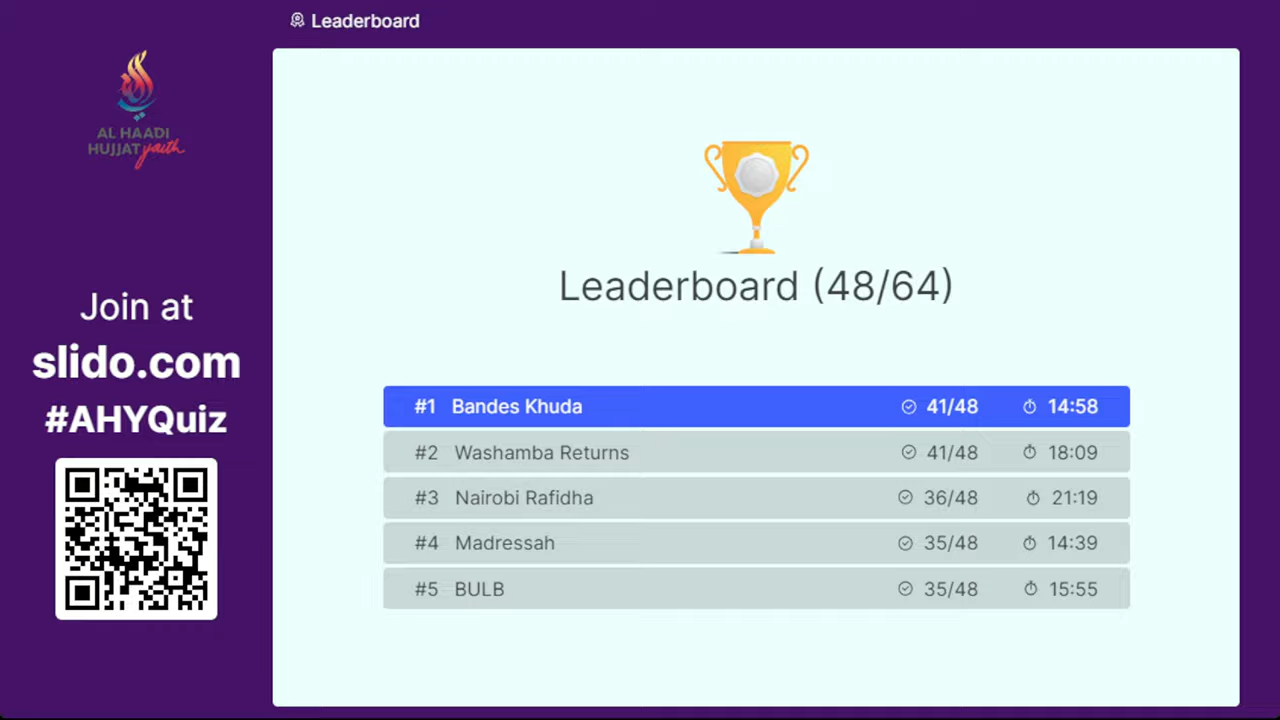 Leaderboard
AL HAADI
HUJJAT youth
Join at
slido.com
#AHYQuiz
Leaderboard (48/64)
#1 Bandes Khuda 41/48 14:58
#2 Washamba Returns 41/48 18:09
#3 Nairobi Rafidha 36/48 21:19
#4 Madressah 35/48 14:39
#5 BULB 35/48 15:55